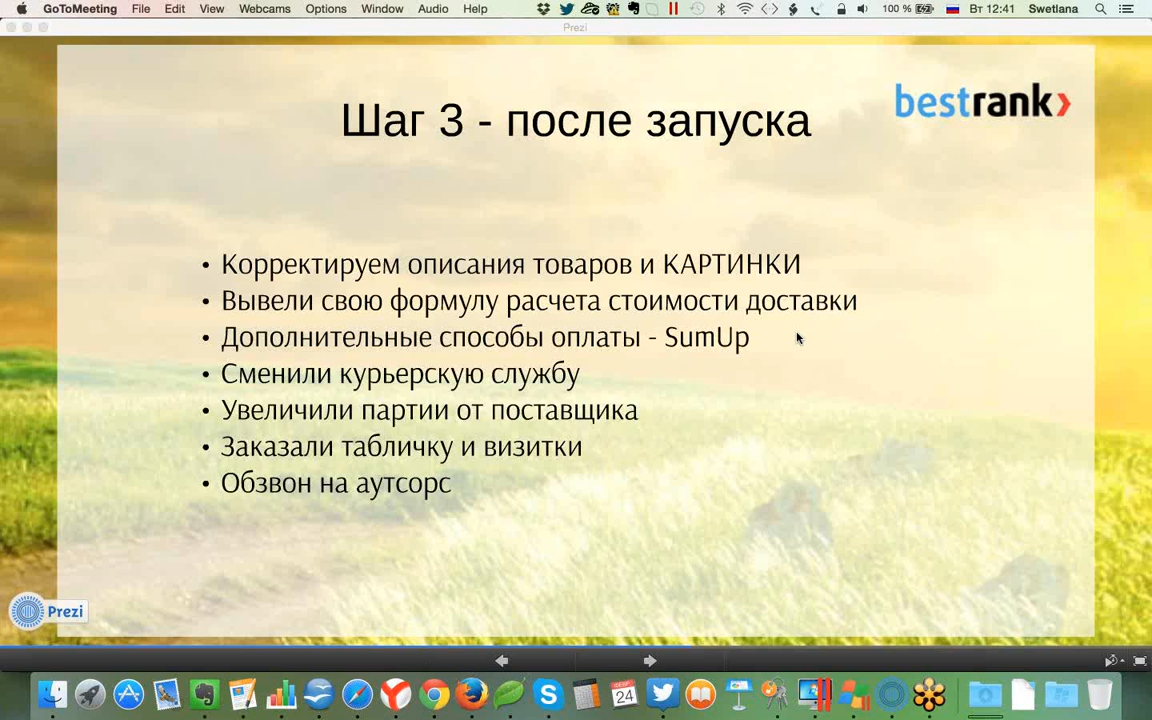 GoToMeeting File Edit View Webcams Options Window Audio Help 100 % Вт 12:41 Swetlana
Prezi
bestrank
Шаг 3 - после запуска
• Корректируем описания товаров и КАРТИНКИ
• Вывели свою формулу расчета стоимости доставки
• Дополнительные способы оплаты - SumUp
• Сменили курьерскую службу
• Увеличили партии от поставщика
• Заказали табличку и визитки
• Обзвон на аутсорс
Prezi
24